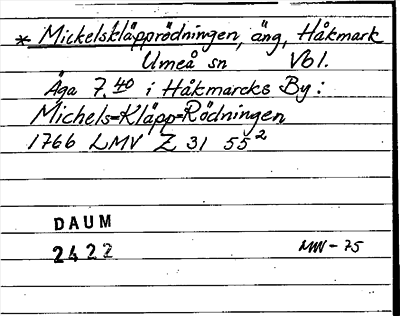 * Mickelskläpprödningen, äng, Håkmark
Umeå sn Vbl.
Äga 7.40 i Håkmarcks By:
Michels=Kläpp=Rödningen
1766 LMV Z 31 55²
DAUM
2422
MW-75